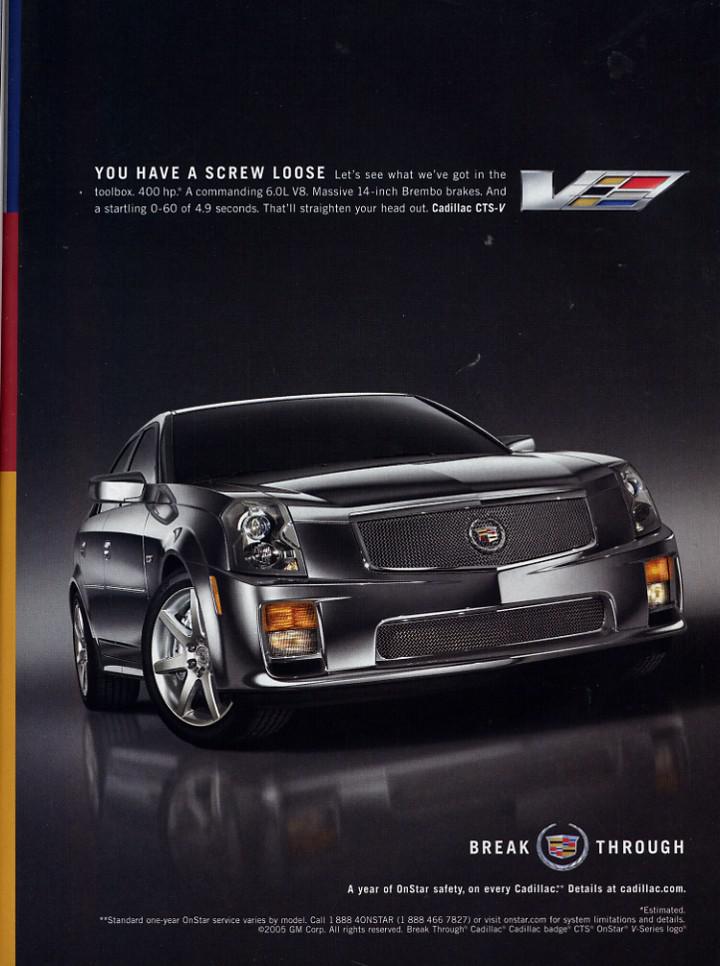 YOU HAVE A SCREW LOOSE Let's see what we've got in the
toolbox. 400 hp.* A commanding 6.0L V8. Massive 14-inch Brembo brakes. And
a startling 0-60 of 4.9 seconds. That'll straighten your head out. Cadillac CTS-V
V
BREAK THROUGH
A year of OnStar safety, on every Cadillac.** Details at cadillac.com.
*Estimated.
**Standard one-year OnStar service varies by model. Call 1 888 4ONSTAR (1 888 466 7827) or visit onstar.com for system limitations and details.
©2005 GM Corp. All rights reserved. Break Through® Cadillac® Cadillac badge® CTS® OnStar® V-Series logo®